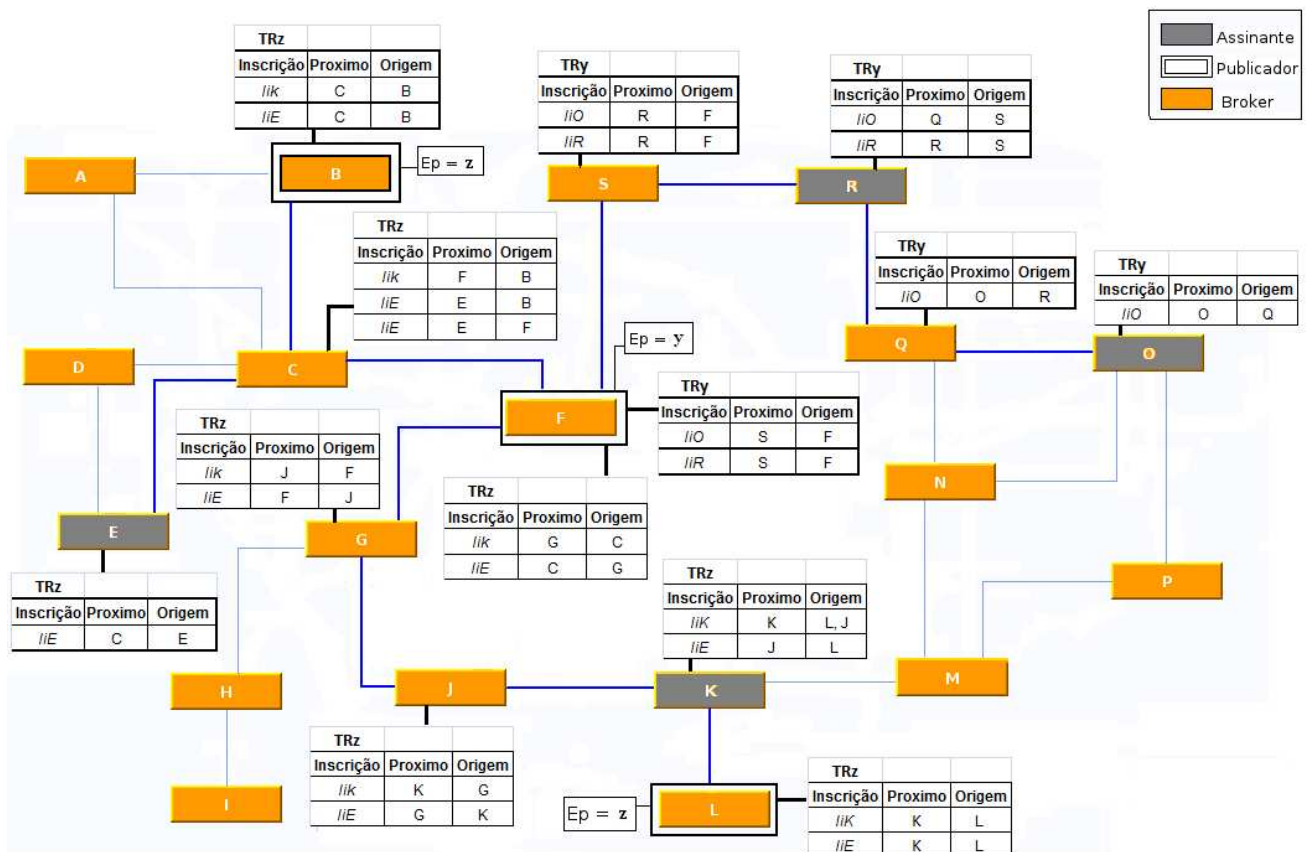 TRz
Inscrição Proximo Origem
Iik C B
IiE C B
TRy
Inscrição Proximo Origem
IiO R F
IiR R F
TRy
Inscrição Proximo Origem
IiO Q S
IiR R S
Assinante
Publicador
Broker
A
B
Ep = z
S
R
TRz
Inscrição Proximo Origem
Iik F B
IiE E B
IiE E F
TRy
Inscrição Proximo Origem
IiO O R
TRy
Inscrição Proximo Origem
IiO O Q
D
C
Ep = y
Q
O
TRz
Inscrição Proximo Origem
Iik J F
IiE F J
F
TRy
Inscrição Proximo Origem
IiO S F
IiR S F
TRz
Inscrição Proximo Origem
Iik G C
IiE C G
N
E
G
P
TRz
Inscrição Proximo Origem
IiE C E
TRz
Inscrição Proximo Origem
IiK K L, J
IiE J L
H
J
K
M
TRz
Inscrição Proximo Origem
Iik K G
IiE G K
I
Ep = z
L
TRz
Inscrição Proximo Origem
IiK K L
IiE K L